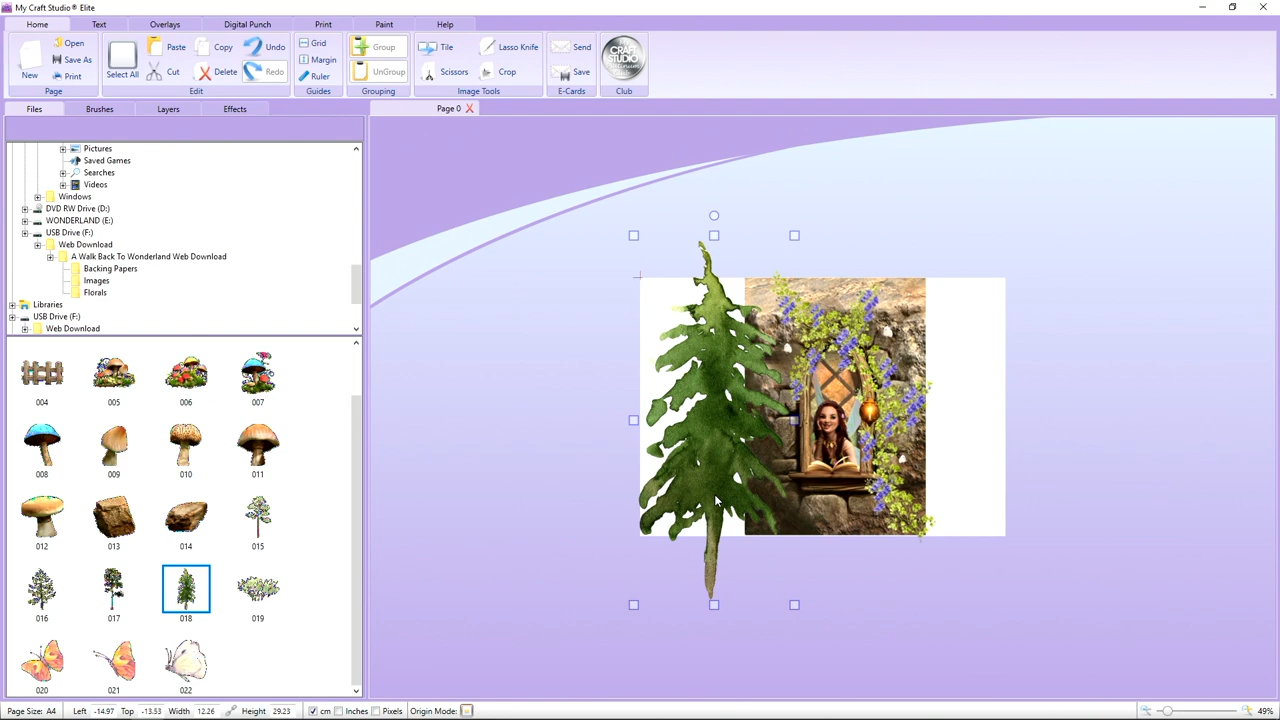 My Craft Studio® Elite
Home Text Overlays Digital Punch Print Paint Help
New Open Save As Print Page
Select All Paste Cut Copy Delete Undo Redo Edit
Grid Margin Ruler Guides
Group UnGroup Grouping
Tile Scissors Lasso Knife Crop Image Tools
Send Save E-Cards
CRAFT STUDIO Club
Files Brushes Layers Effects
Page 0
Pictures
Saved Games
Searches
Videos
Windows
DVD RW Drive (D:)
WONDERLAND (E:)
USB Drive (F:)
Web Download
A Walk Back To Wonderland Web Download
Backing Papers
Images
Florals
Libraries
USB Drive (F:)
Web Download
004 005 006 007
008 009 010 011
012 013 014 015
016 017 018 019
020 021 022
Page Size: A4 Left -14.97 Top -13.53 Width 12.26 Height 29.23 cm Inches Pixels Origin Mode: 49%